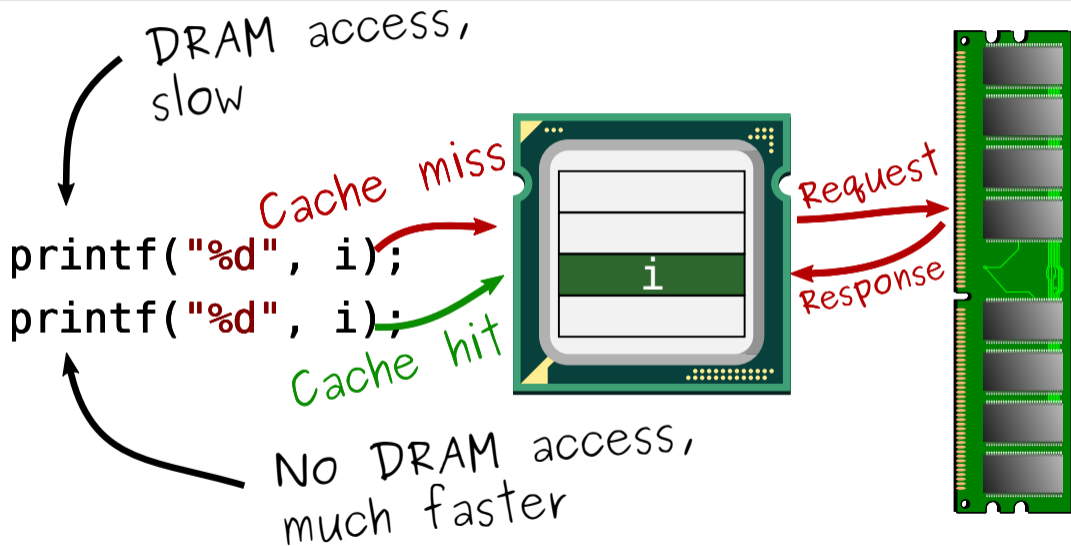 DRAM access,
slow
Cache miss
printf("%d", i);
printf("%d", i);
Cache hit
No DRAM access,
much faster
i
Request
Response